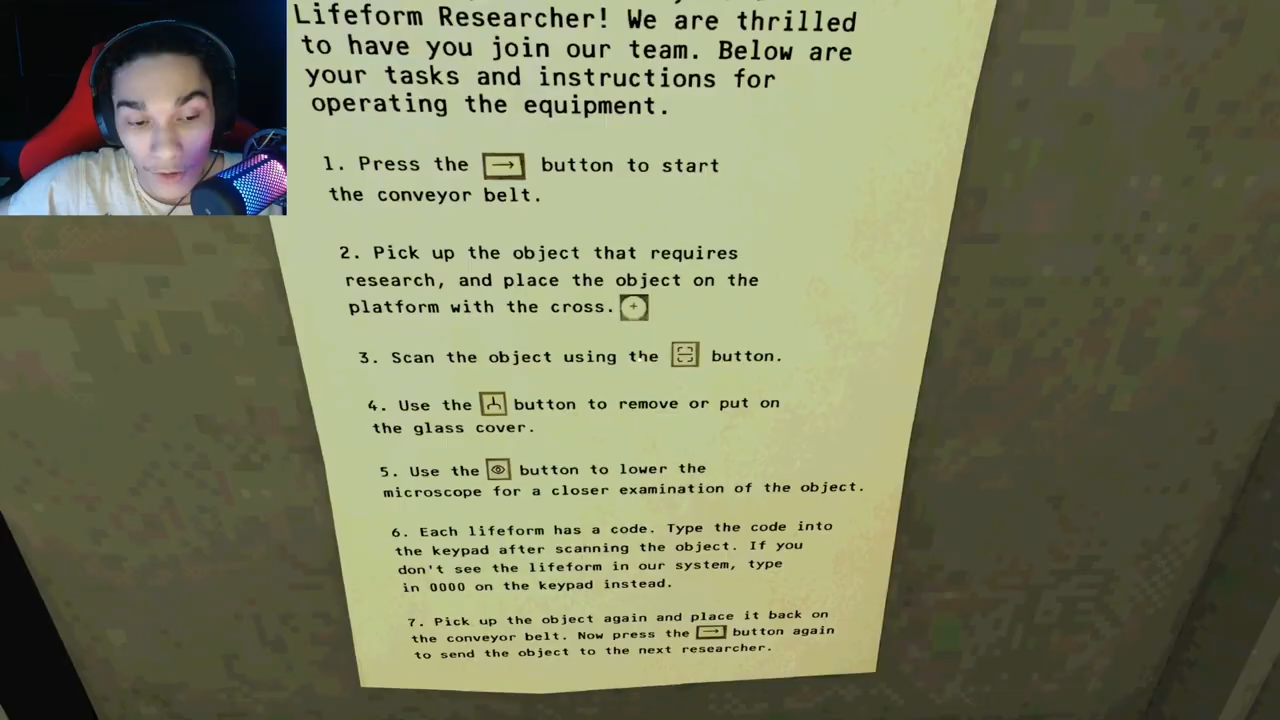 Lifeform Researcher! We are thrilled
to have you join our team. Below are
your tasks and instructions for
operating the equipment.
1. Press the → button to start
the conveyor belt.
2. Pick up the object that requires
research, and place the object on the
platform with the cross.
3. Scan the object using the button.
4. Use the button to remove or put on
the glass cover.
5. Use the button to lower the
microscope for a closer examination of the object.
6. Each lifeform has a code. Type the code into
the keypad after scanning the object. If you
don't see the lifeform in our system, type
in 0000 on the keypad instead.
7. Pick up the object again and place it back on
the conveyor belt. Now press the → button again
to send the object to the next researcher.